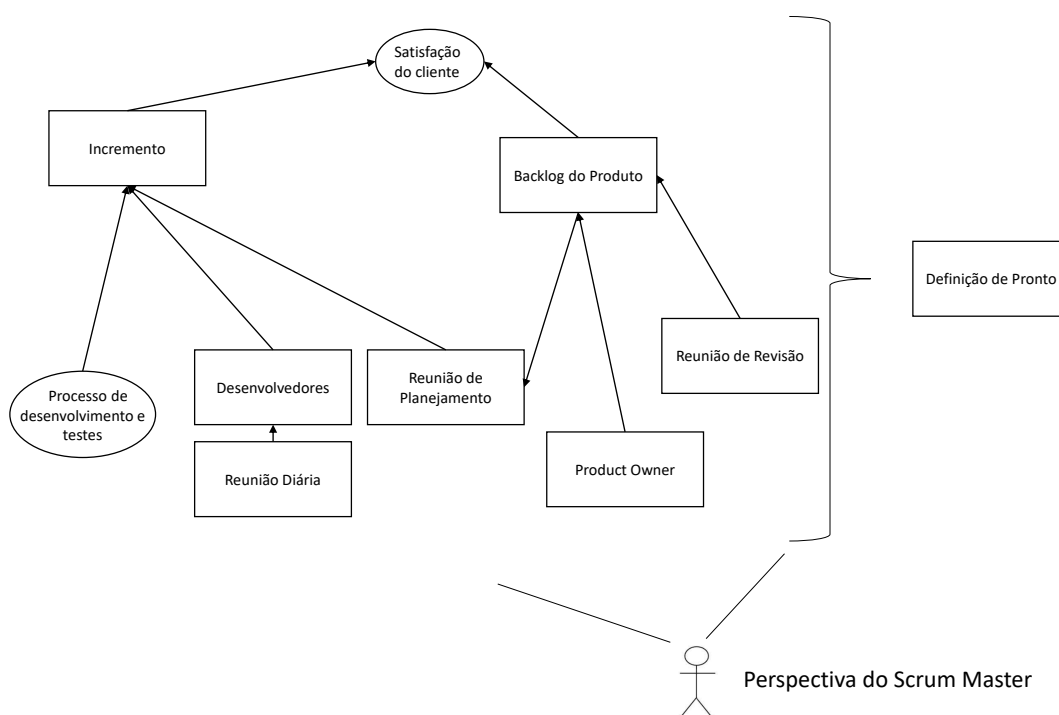 Satisfação
do cliente
Incremento
Backlog do Produto
Definição de Pronto
Reunião de Revisão
Desenvolvedores
Reunião de
Planejamento
Processo de
desenvolvimento e
testes
Reunião Diária
Product Owner
Perspectiva do Scrum Master